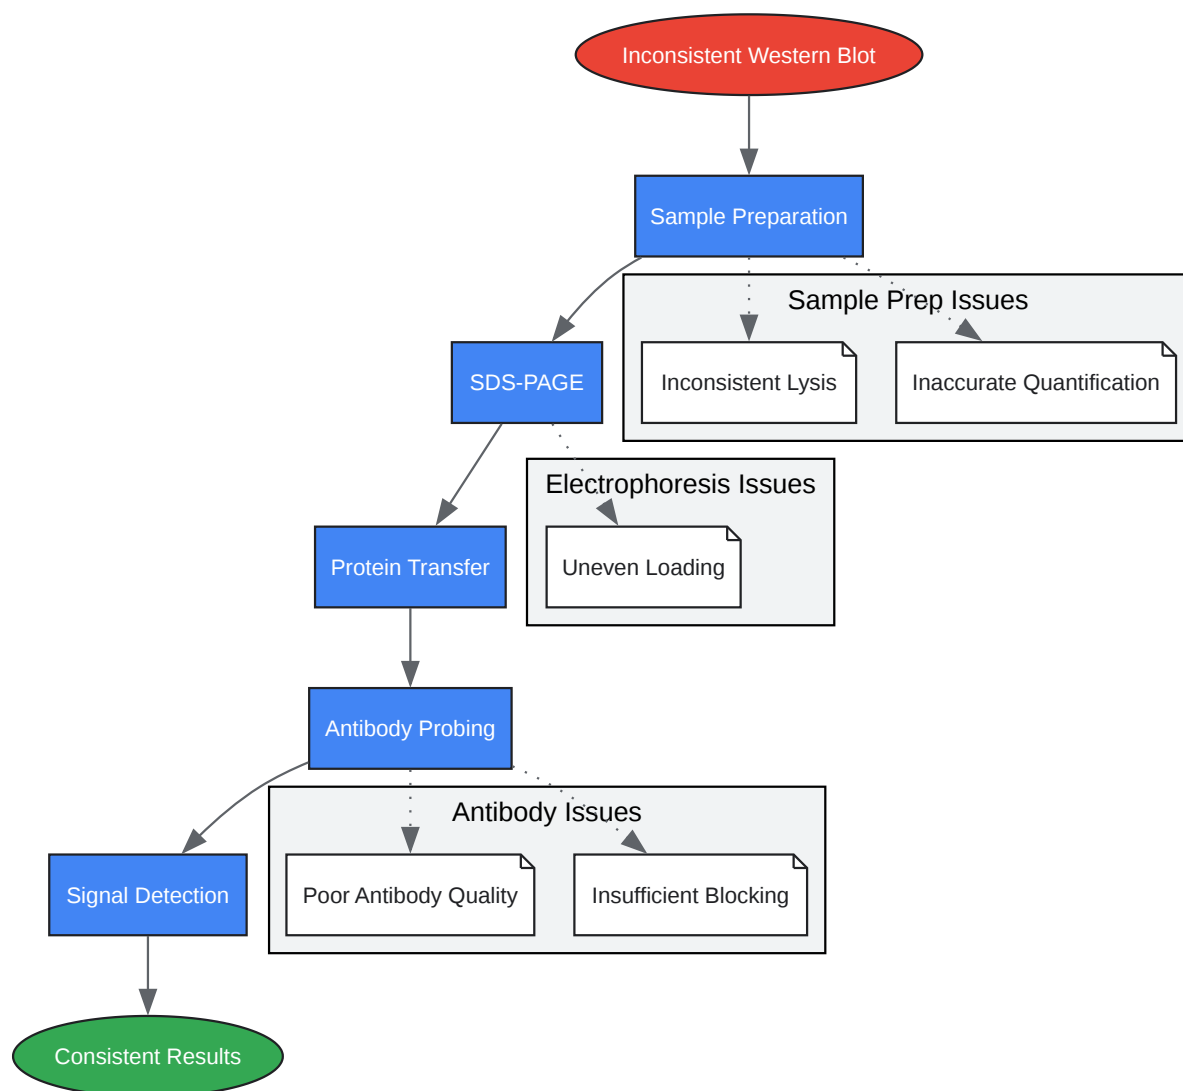 Inconsistent Western Blot
Sample Preparation
Sample Prep Issues
SDS-PAGE
Inconsistent Lysis
Inaccurate Quantification
Electrophoresis Issues
Protein Transfer
Uneven Loading
Antibody Probing
Antibody Issues
Signal Detection
Poor Antibody Quality
Insufficient Blocking
Consistent Results